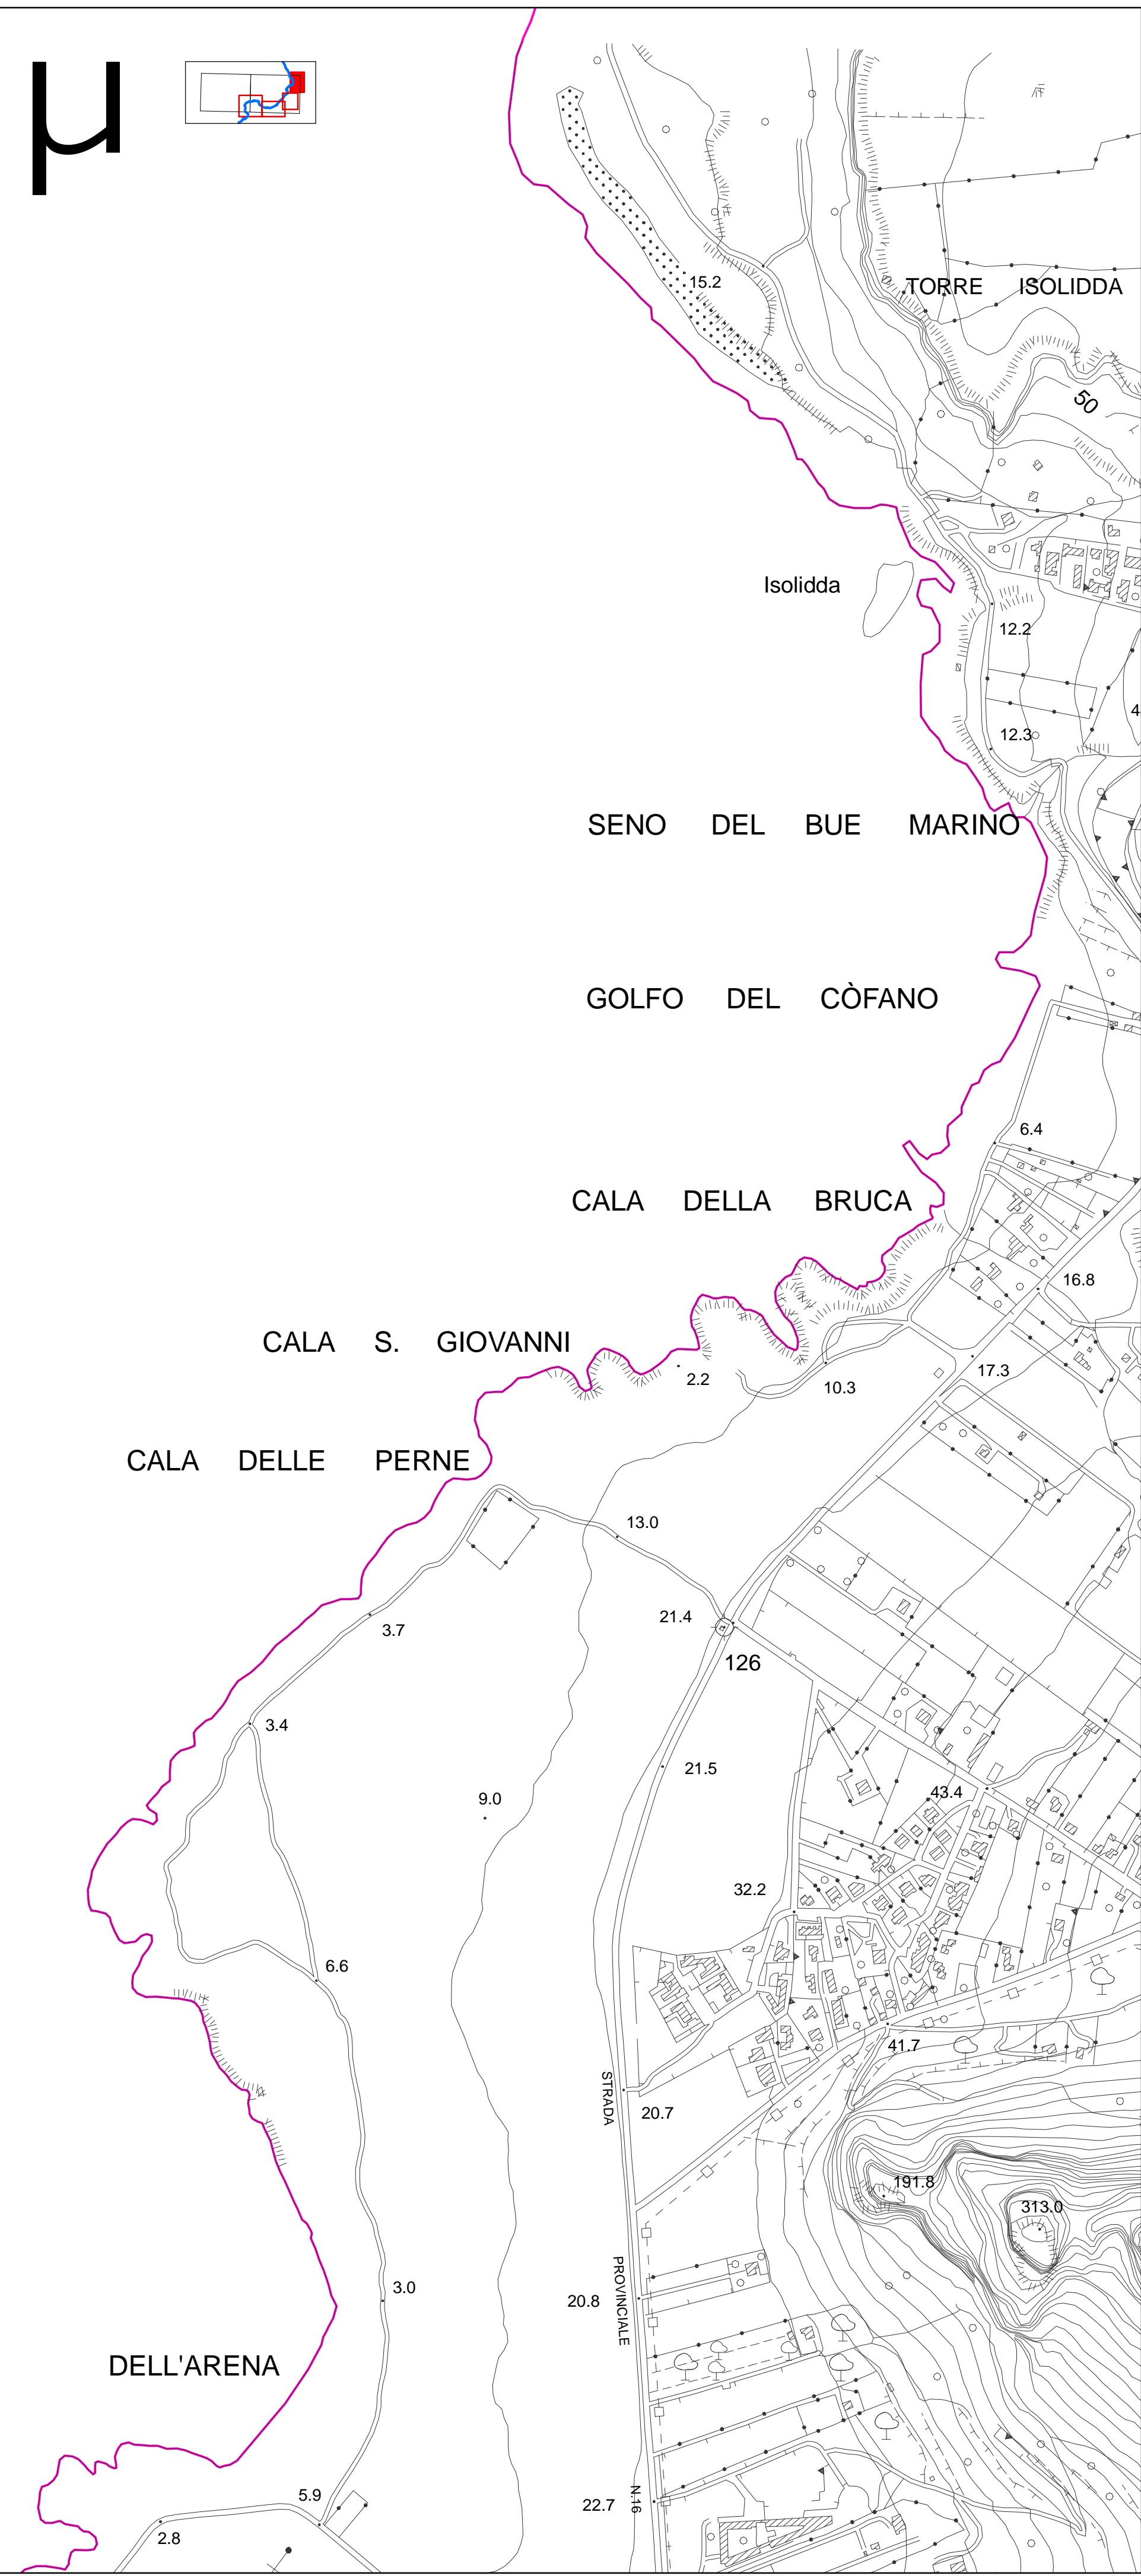 μ
15.2
TORRE ISOLIDDA
50
Isolidda
12.2
4
12.3
SENO DEL BUE MARINO
GOLFO DEL CÒFANO
6.4
CALA DELLA BRUCA
16.8
CALA S. GIOVANNI
17.3
2.2
10.3
CALA DELLE PERNE
13.0
21.4
3.7
126
3.4
21.5
43.4
9.0
32.2
6.6
41.7
STRADA
20.7
191.8
313.0
3.0
20.8
PROVINCIALE
DELL'ARENA
5.9
22.7
N.16
2.8